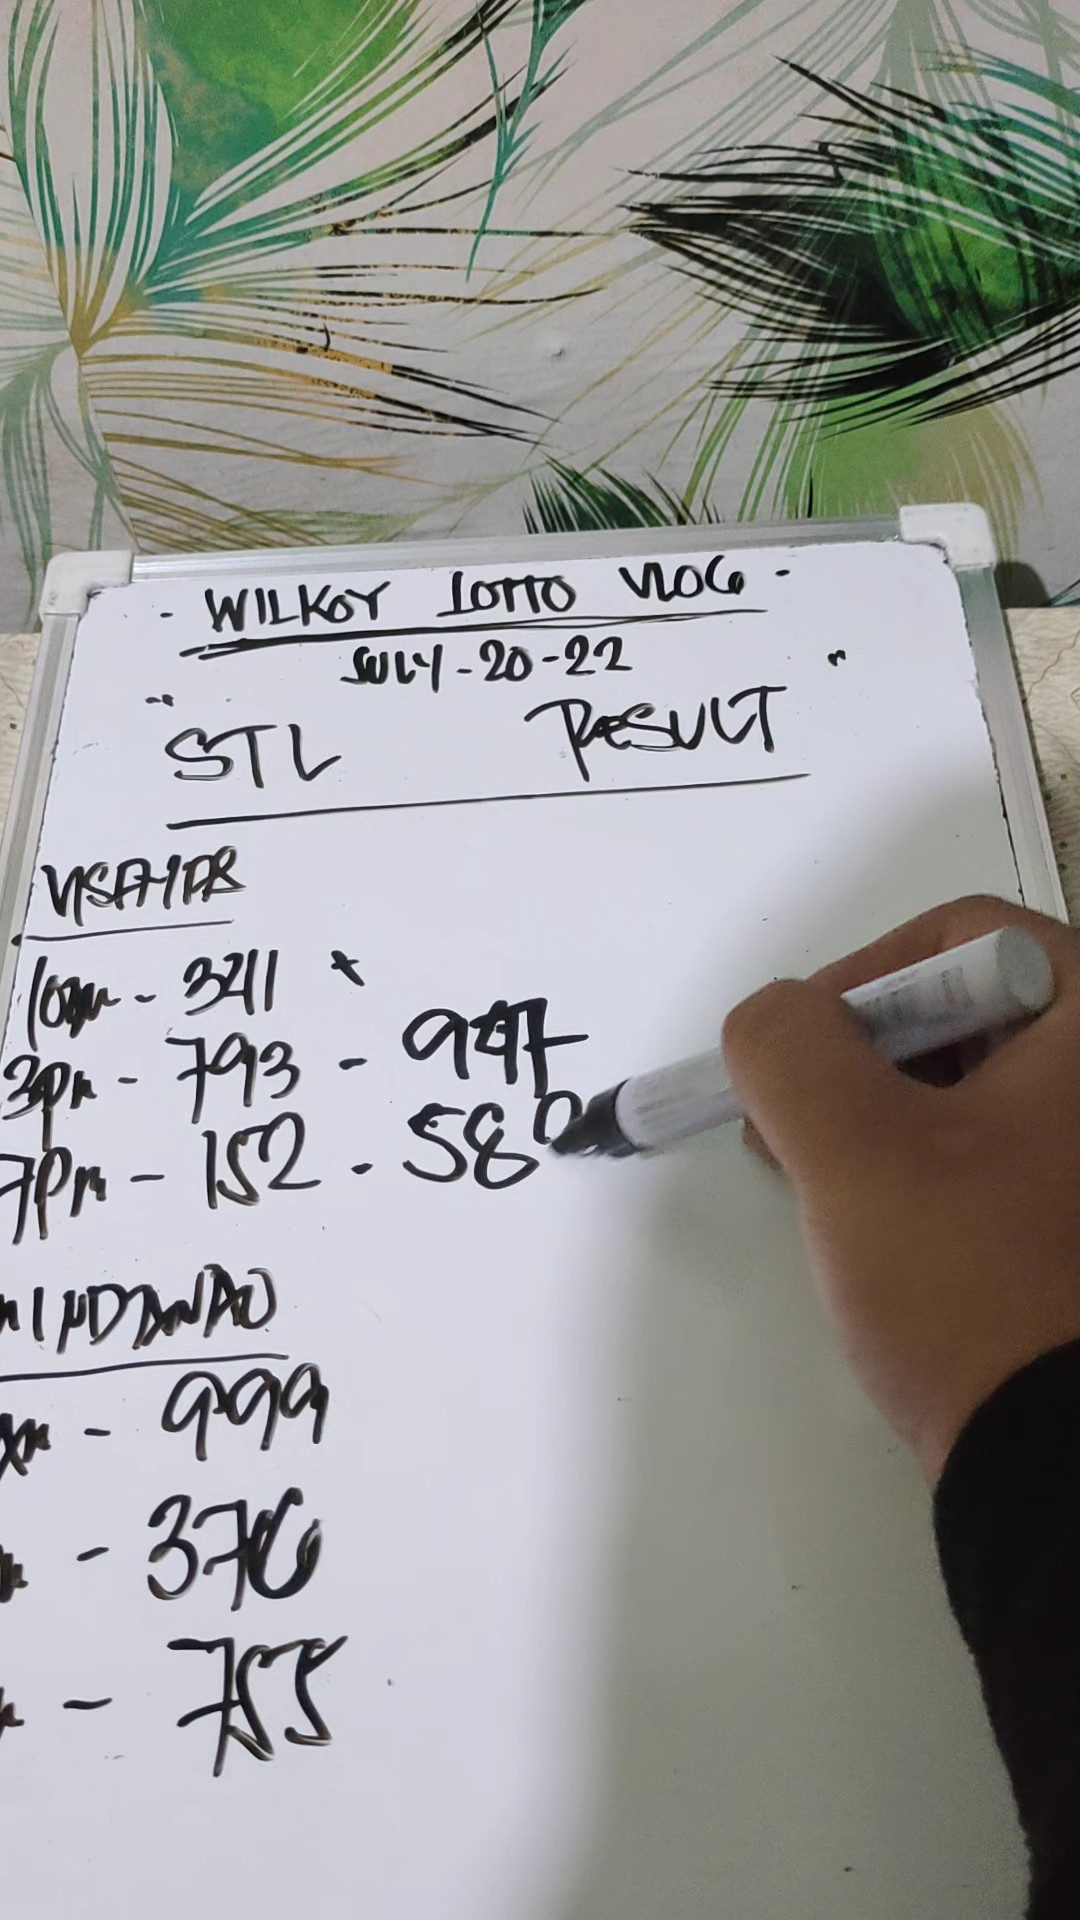 - WILKOY LOTTO VLOG -
JULY-20-22
" STL RESULT "
VISAYAS
10am - 3211 +
3pm - 793 - 947
7pm - 152 - 58
MINDANAO
- 999
- 376
- 755